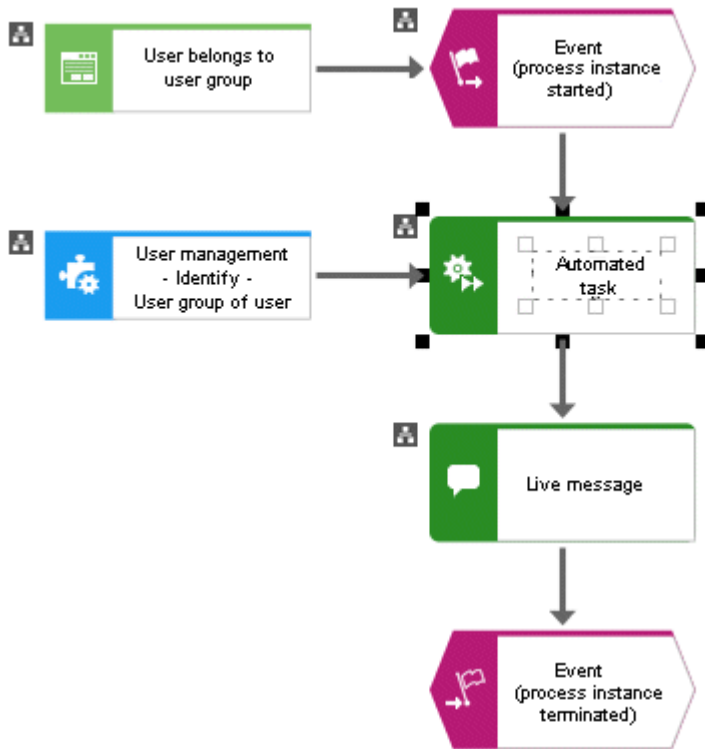 User belongs to
user group
Event
(process instance
started)
User management
- Identify -
User group of user
Automated
task
Live message
Event
(process instance
terminated)